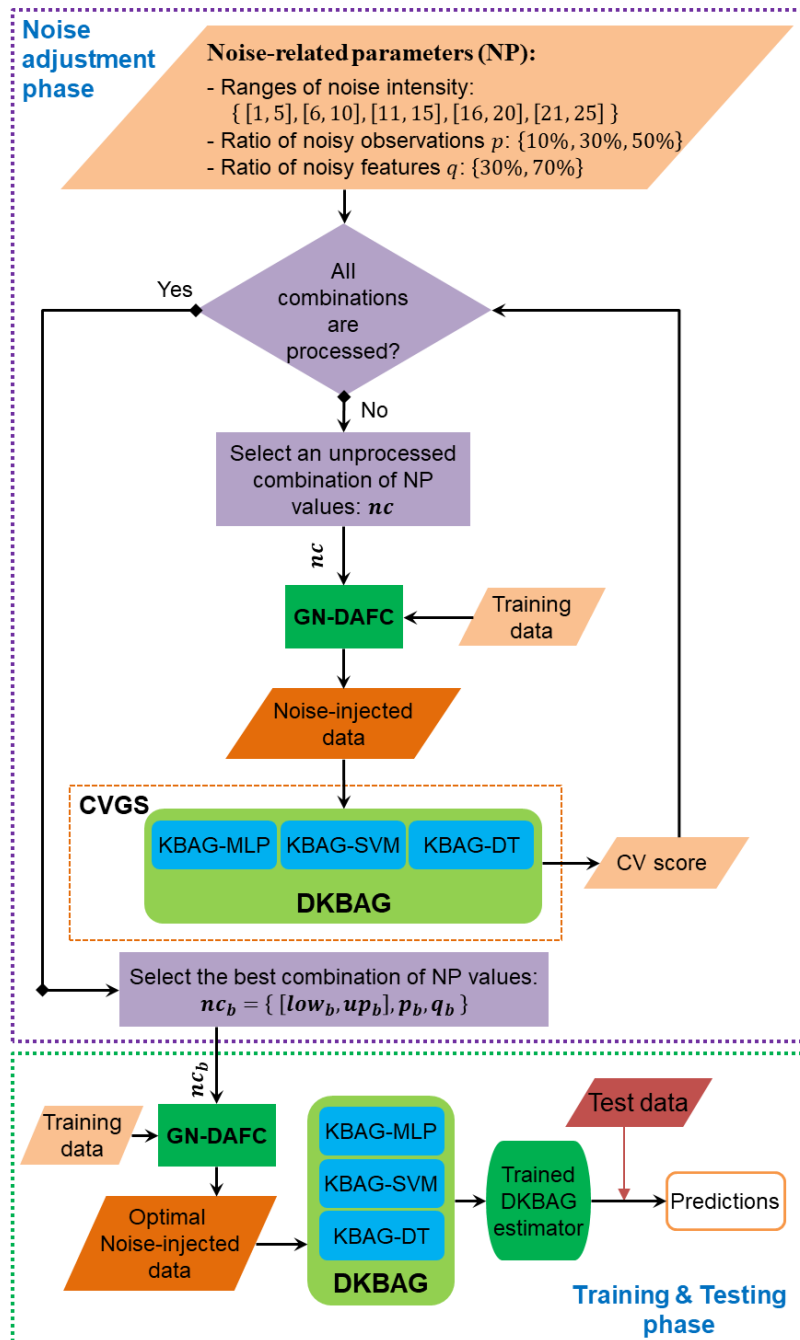 Noise
adjustment
phase
Noise-related parameters (NP):
- Ranges of noise intensity:
{ [1, 5], [6, 10], [11, 15], [16, 20], [21, 25] }
- Ratio of noisy observations p: {10%, 30%, 50%}
- Ratio of noisy features q: {30%, 70%}
All
combinations
are
processed?
Yes
No
Select an unprocessed
combination of NP
values: nc
nc
GN-DAFC
Training
data
Noise-injected
data
CVGS
KBAG-MLP
KBAG-SVM
KBAG-DT
DKBAG
CV score
Select the best combination of NP values:
nc_b = { [low_b, up_b], p_b, q_b }
nc_b
Training
data
GN-DAFC
Optimal
Noise-injected
data
KBAG-MLP
KBAG-SVM
KBAG-DT
DKBAG
Trained
DKBAG
estimator
Test data
Predictions
Training & Testing
phase